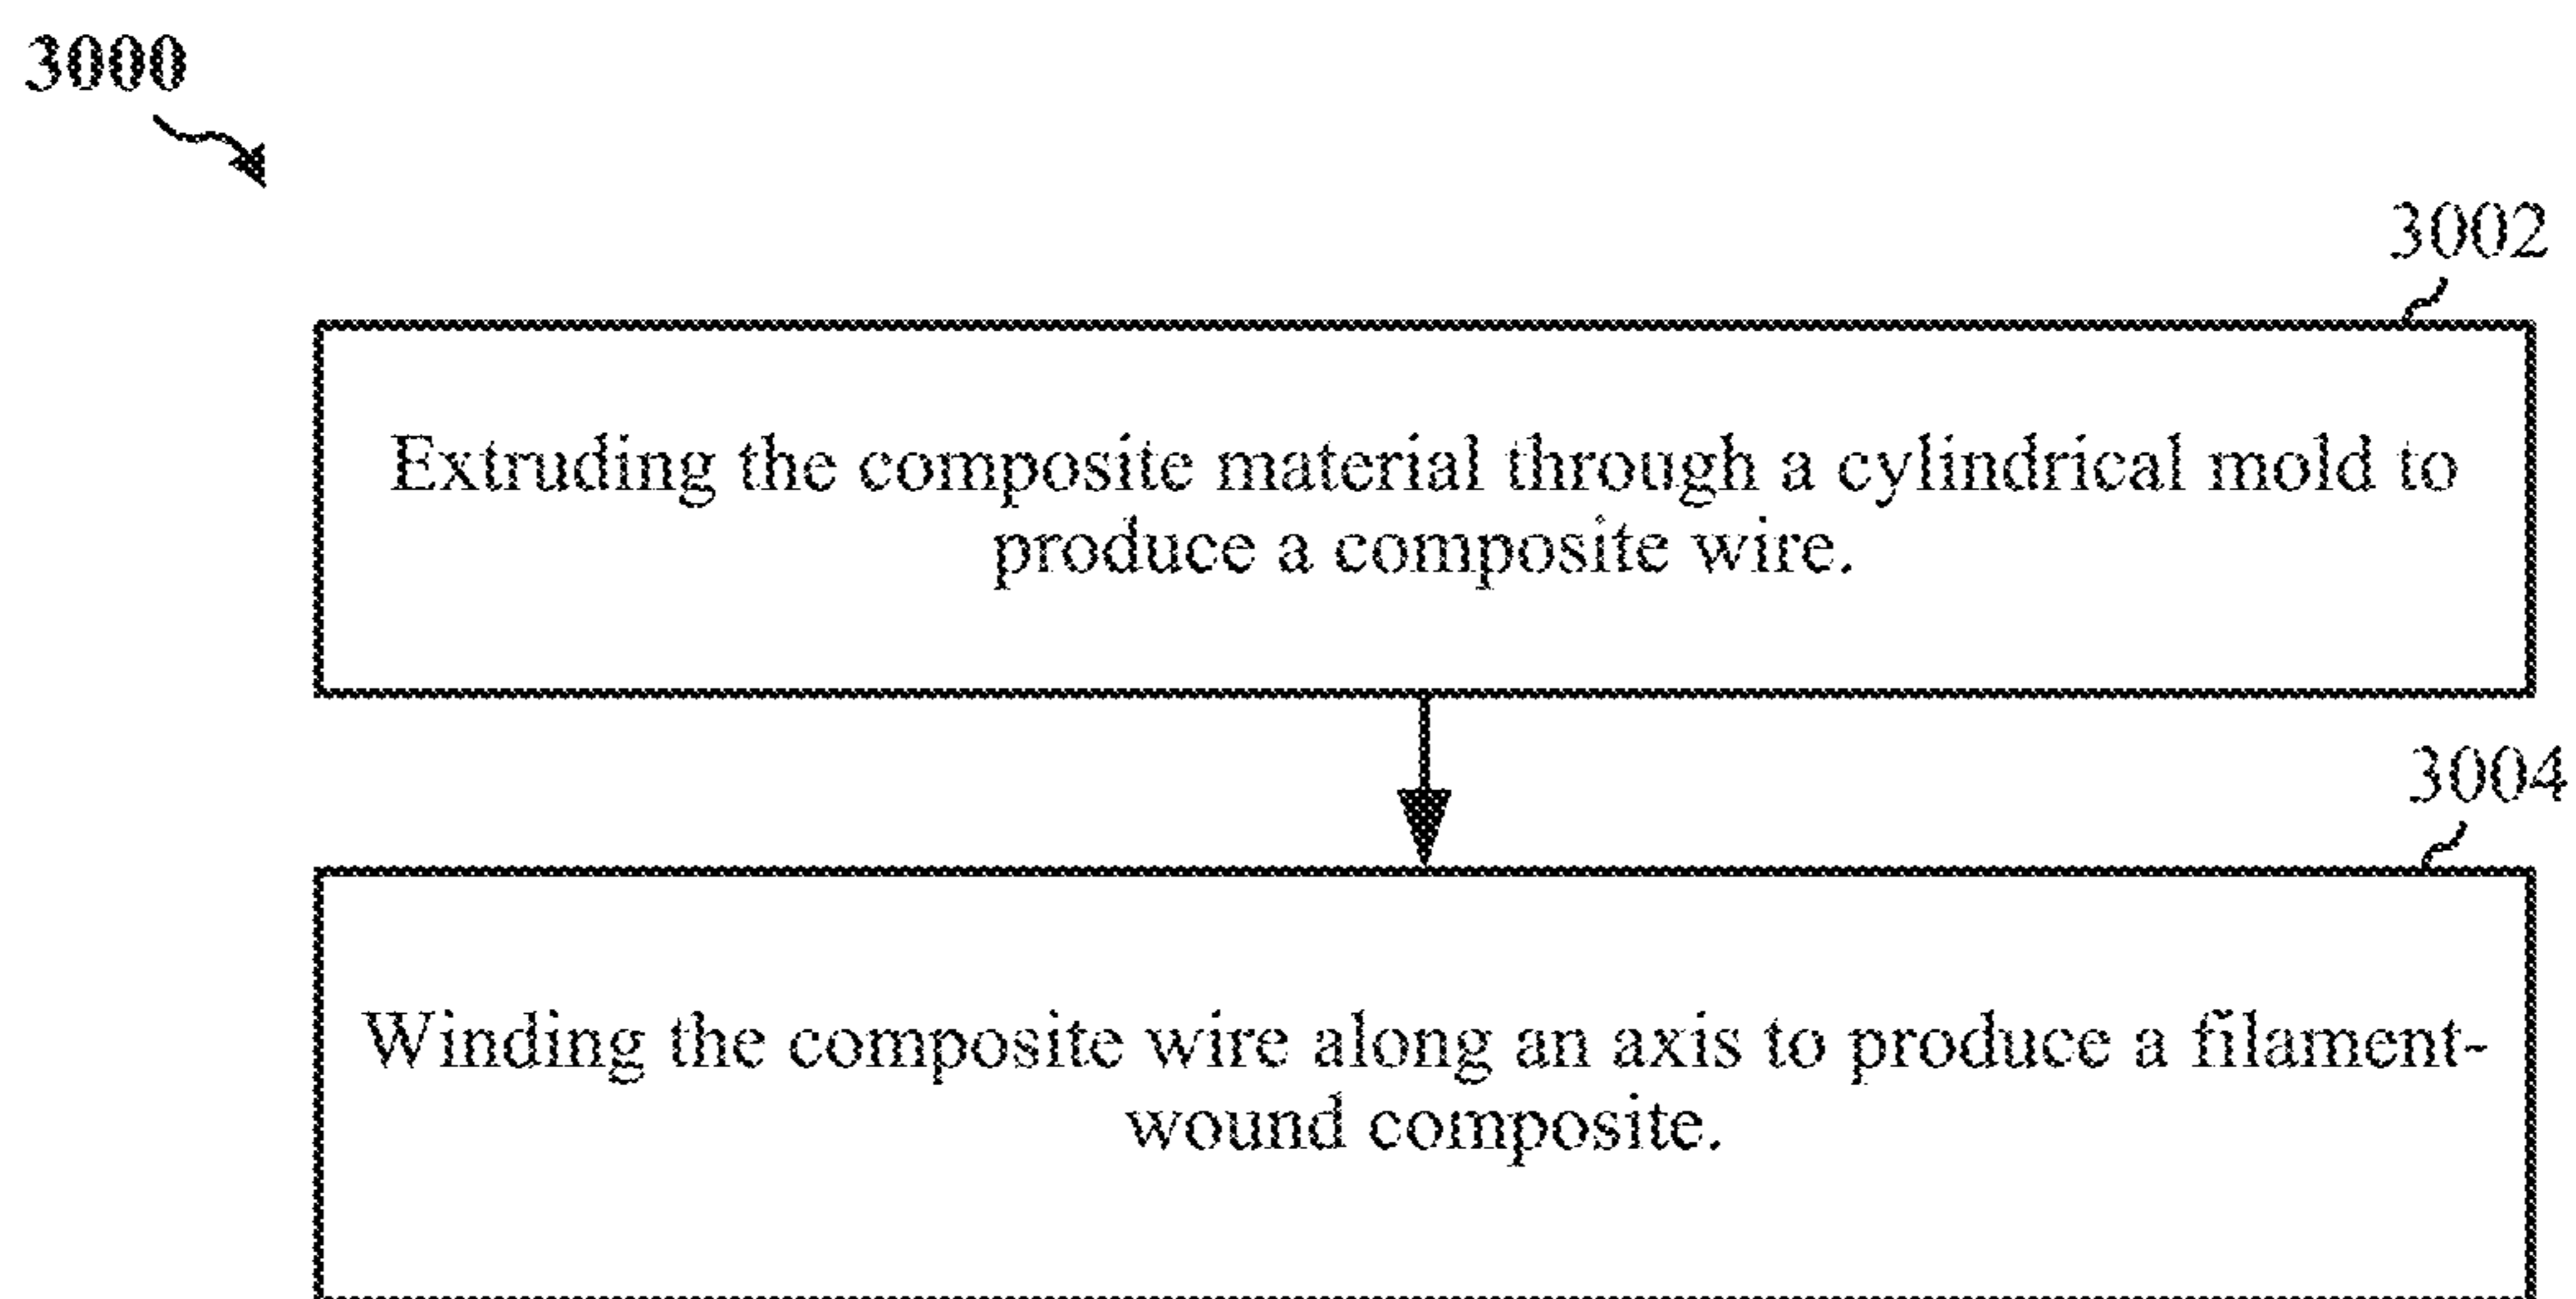 3000
3002
Extruding the composite material through a cylindrical mold to
produce a composite wire.
3004
Winding the composite wire along an axis to produce a filament-
wound composite.